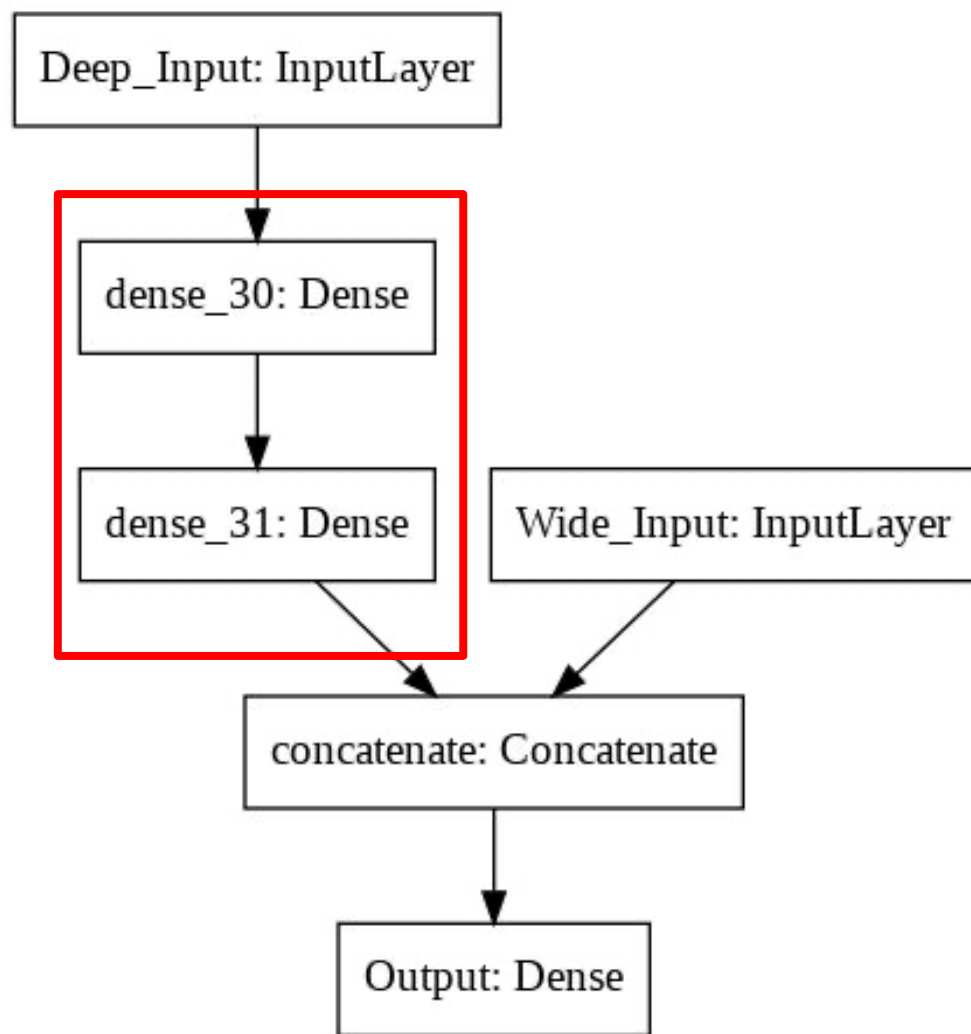 Deep_Input: InputLayer
dense_30: Dense
dense_31: Dense
Wide_Input: InputLayer
concatenate: Concatenate
Output: Dense